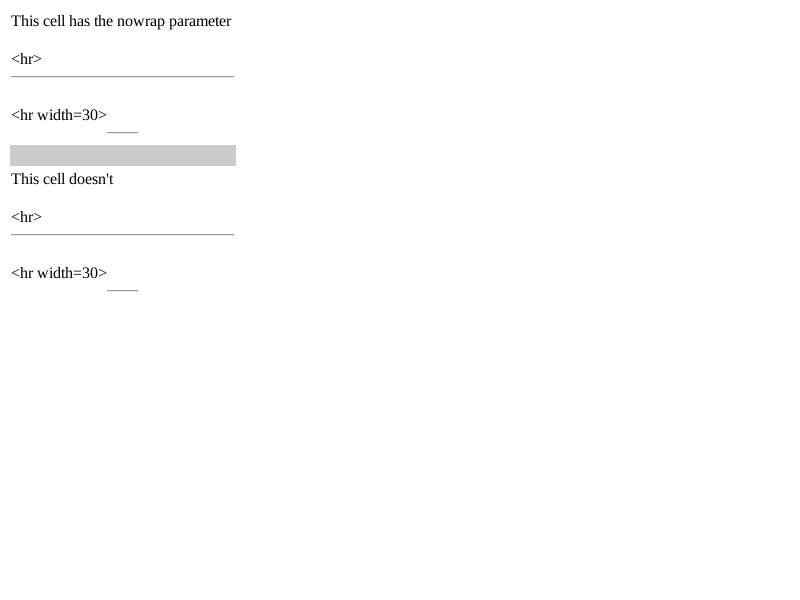 This cell has the nowrap parameter
<hr>
<hr width=30>
This cell doesn't
<hr>
<hr width=30>